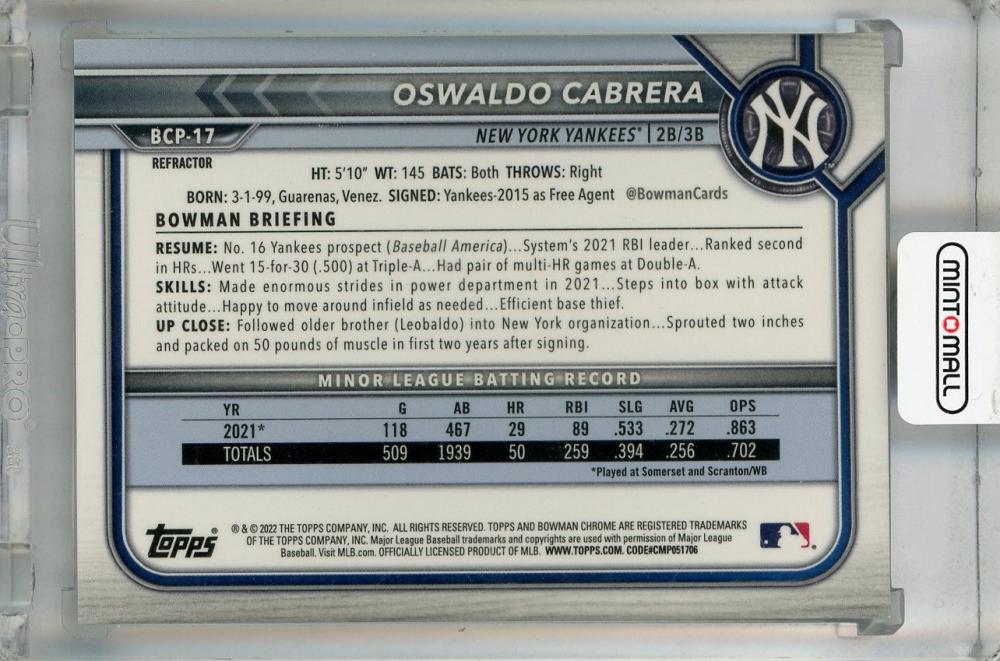 OSWALDO CABRERA
BCP-17
NEW YORK YANKEES® | 2B/3B
NY
™
REFRACTOR
HT: 5'10" WT: 145 BATS: Both THROWS: Right
BORN: 3-1-99, Guarenas, Venez. SIGNED: Yankees-2015 as Free Agent @BowmanCards
BOWMAN BRIEFING
RESUME: No. 16 Yankees prospect (Baseball America)...System's 2021 RBI leader...Ranked second
in HRs...Went 15-for-30 (.500) at Triple-A...Had pair of multi-HR games at Double-A.
SKILLS: Made enormous strides in power department in 2021...Steps into box with attack
attitude...Happy to move around infield as needed...Efficient base thief.
UP CLOSE: Followed older brother (Leobaldo) into New York organization...Sprouted two inches
and packed on 50 pounds of muscle in first two years after signing.
MINOR LEAGUE BATTING RECORD
YR G AB HR RBI SLG AVG OPS
2021* 118 467 29 89 .533 .272 .863
TOTALS 509 1939 50 259 .394 .256 .702
*Played at Somerset and Scranton/WB
Topps®
® & © 2022 THE TOPPS COMPANY, INC. ALL RIGHTS RESERVED. TOPPS AND BOWMAN CHROME ARE REGISTERED TRADEMARKS
OF THE TOPPS COMPANY, INC. Major League Baseball trademarks and copyrights are used with permission of Major League
Baseball. Visit MLB.com. OFFICIALLY LICENSED PRODUCT OF MLB. WWW.TOPPS.COM. CODE#CMP051706
MINT MALL
Ultra PRO